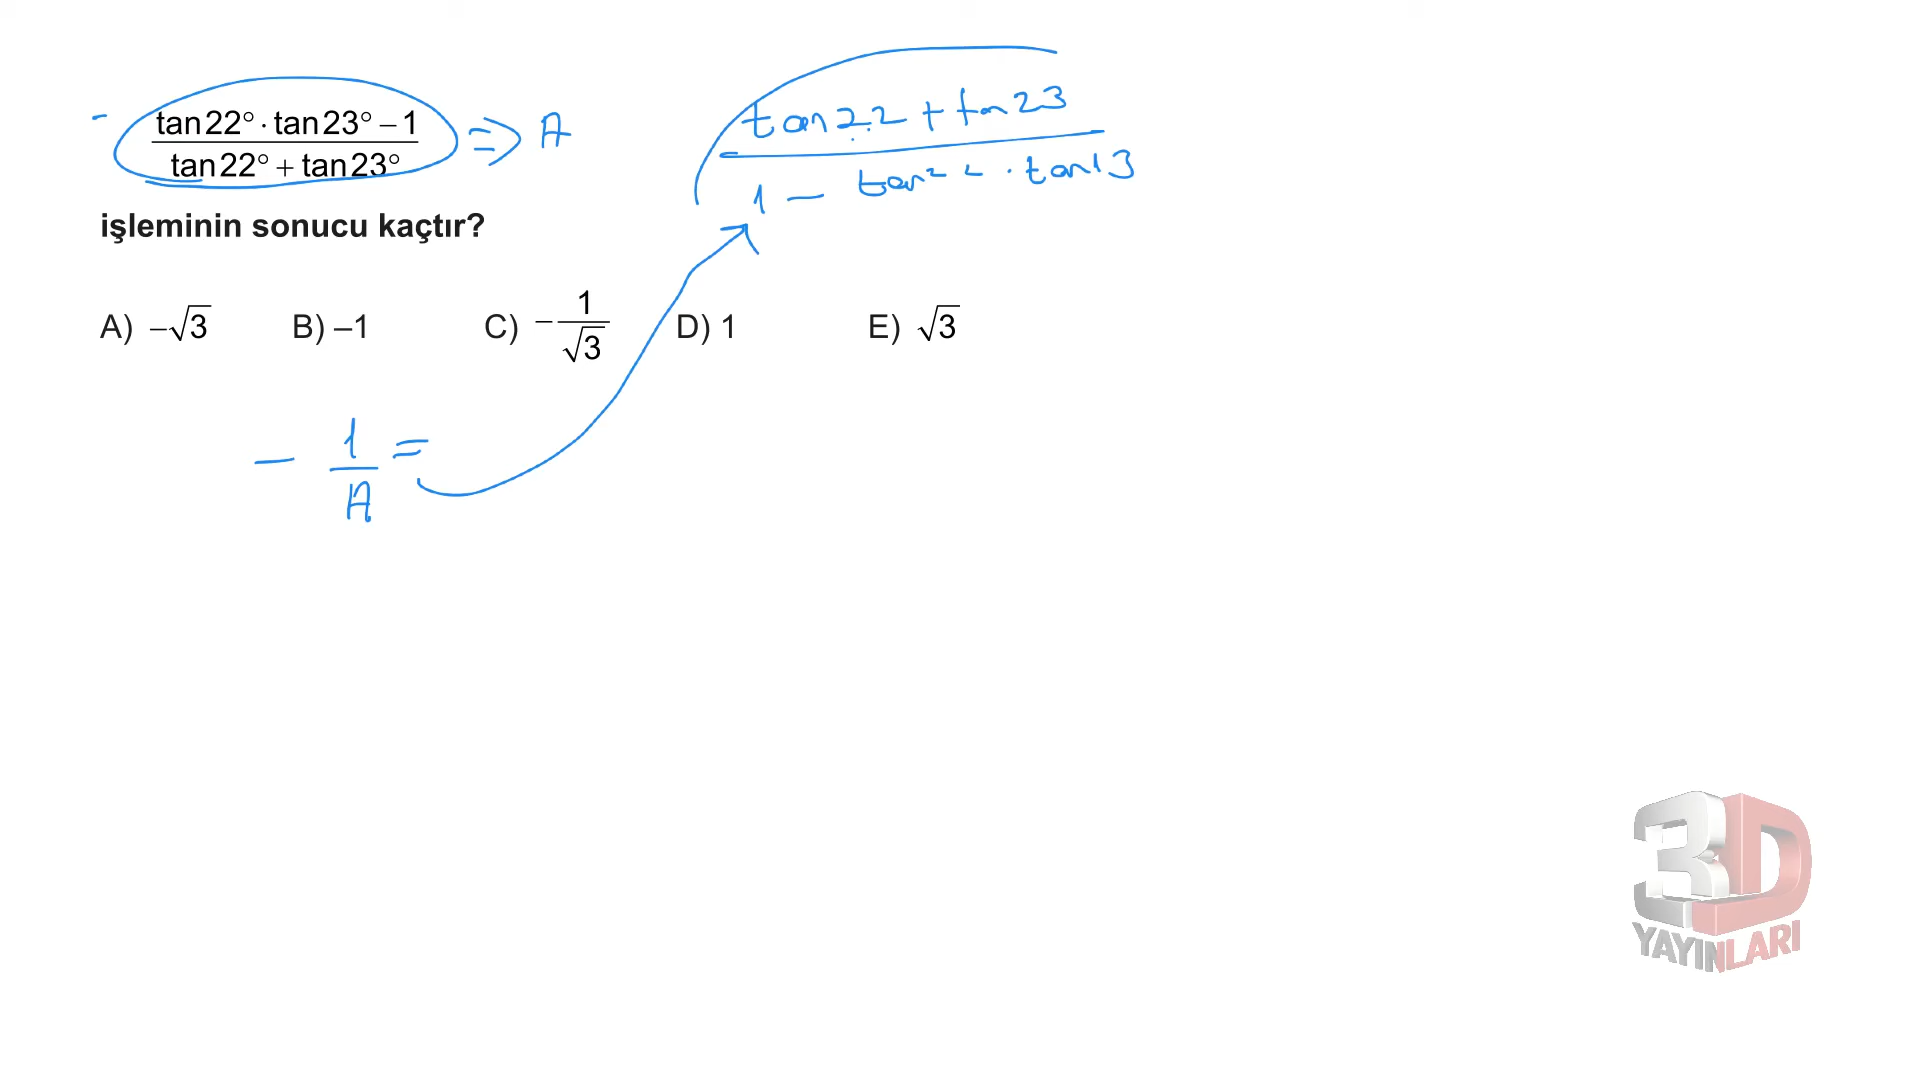 - tan22° · tan23° – 1 => A
tan22° + tan23°
tan22 + tan23
1 - tan22 · tan13
işleminin sonucu kaçtır?
A) –√3 B) –1 C) – 1/√3 D) 1 E) √3
- 1/A =
3D
YAYINLARI